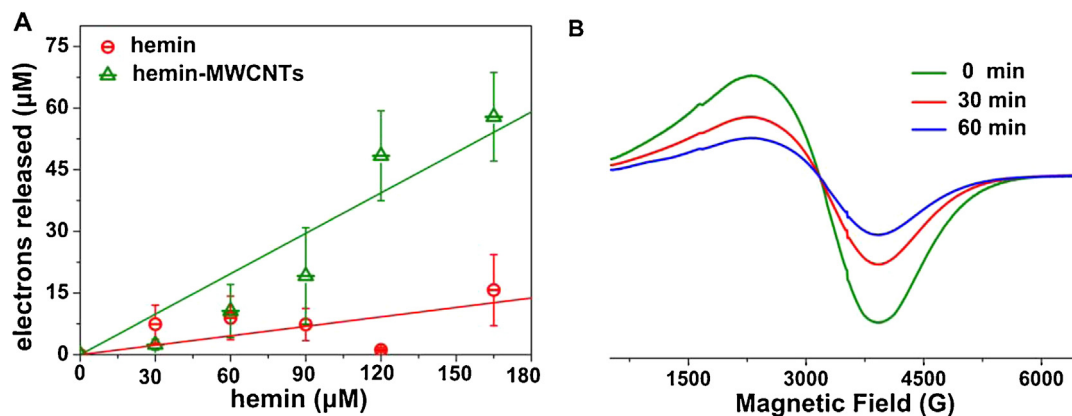 A
75
60
45
30
15
0
electrons released (µM)
hemin
hemin-MWCNTs
0 30 60 90 120 150 180
hemin (µM)
B
0 min
30 min
60 min
1500 3000 4500 6000
Magnetic Field (G)